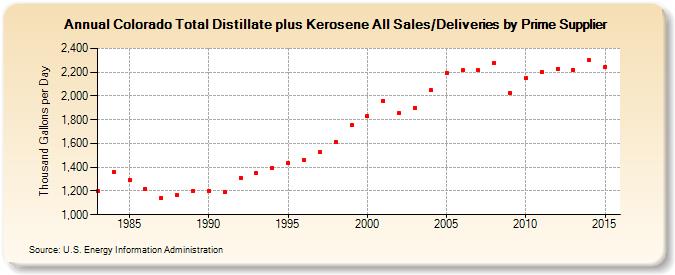 Annual Colorado Total Distillate plus Kerosene All Sales/Deliveries by Prime Supplier
Thousand Gallons per Day
2,400
2,200
2,000
1,800
1,600
1,400
1,200
1,000
1985 1990 1995 2000 2005 2010 2015
Source: U.S. Energy Information Administration